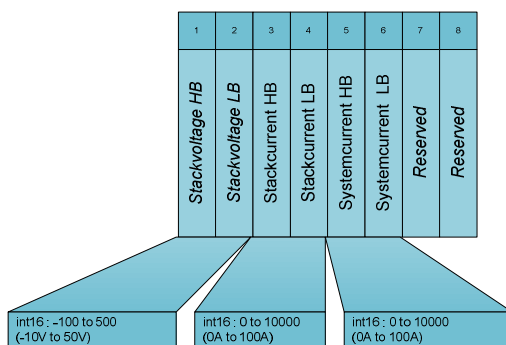 1 2 3 4 5 6 7 8
Stackvoltage HB
Stackvoltage LB
Stackcurrent HB
Stackcurrent LB
Systemcurrent HB
Systemcurrent LB
Reserved
Reserved
int16 : -100 to 500
(-10V to 50V)
int16 : 0 to 10000
(0A to 100A)
int16 : 0 to 10000
(0A to 100A)